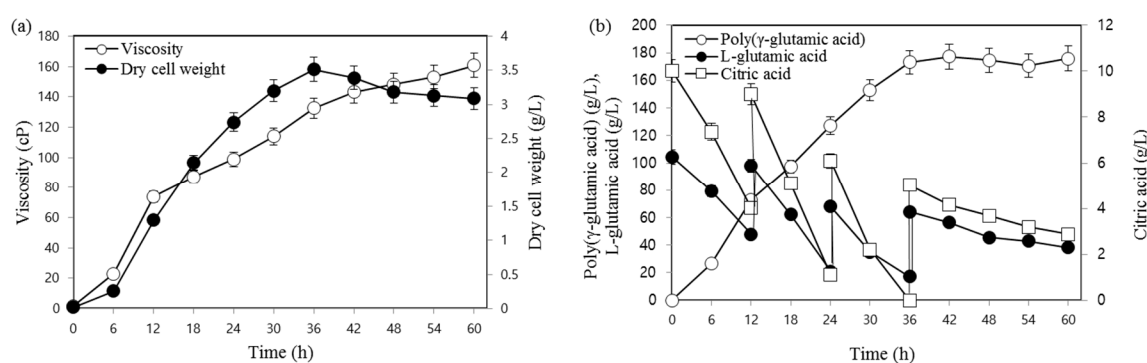 (a)
Viscosity
Dry cell weight
Viscosity (cP)
180
160
140
120
100
80
60
40
20
0
Dry cell weight (g/L)
4
3.5
3
2.5
2
1.5
1
0.5
0
0 6 12 18 24 30 36 42 48 54 60
Time (h)
(b)
Poly(γ-glutamic acid)
L-glutamic acid
Citric acid
Poly(γ-glutamic acid) (g/L),
L-glutamic acid (g/L)
200
180
160
140
120
100
80
60
40
20
0
Citric acid (g/L)
12
10
8
6
4
2
0
0 6 12 18 24 30 36 42 48 54 60
Time (h)